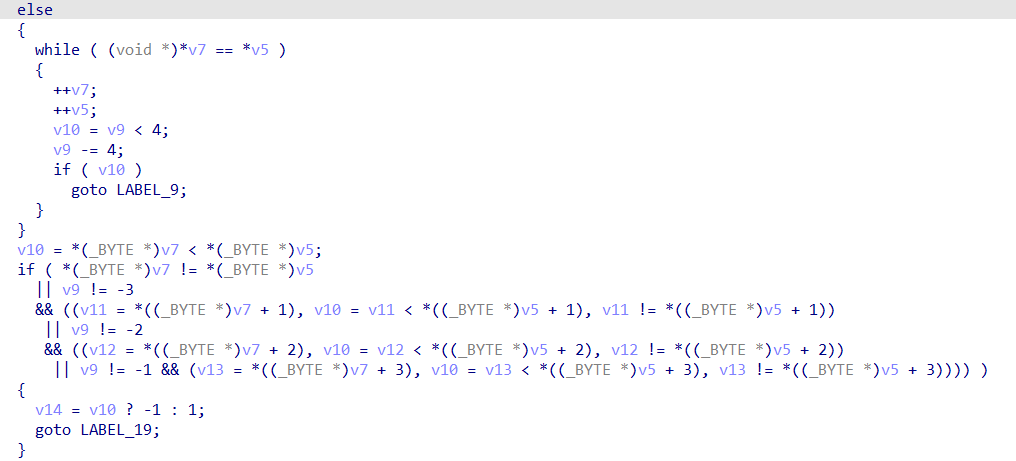 else
{
while ( (void *)*v7 == *v5 )
{
++v7;
++v5;
v10 = v9 < 4;
v9 -= 4;
if ( v10 )
goto LABEL_9;
}
}
v10 = *(_BYTE *)v7 < *(_BYTE *)v5;
if ( *(_BYTE *)v7 != *(_BYTE *)v5
|| v9 != -3
&& ((v11 = *((_BYTE *)v7 + 1), v10 = v11 < *((_BYTE *)v5 + 1), v11 != *((_BYTE *)v5 + 1))
|| v9 != -2
&& ((v12 = *((_BYTE *)v7 + 2), v10 = v12 < *((_BYTE *)v5 + 2), v12 != *((_BYTE *)v5 + 2))
|| v9 != -1 && (v13 = *((_BYTE *)v7 + 3), v10 = v13 < *((_BYTE *)v5 + 3), v13 != *((_BYTE *)v5 + 3)))) )
{
v14 = v10 ? -1 : 1;
goto LABEL_19;
}